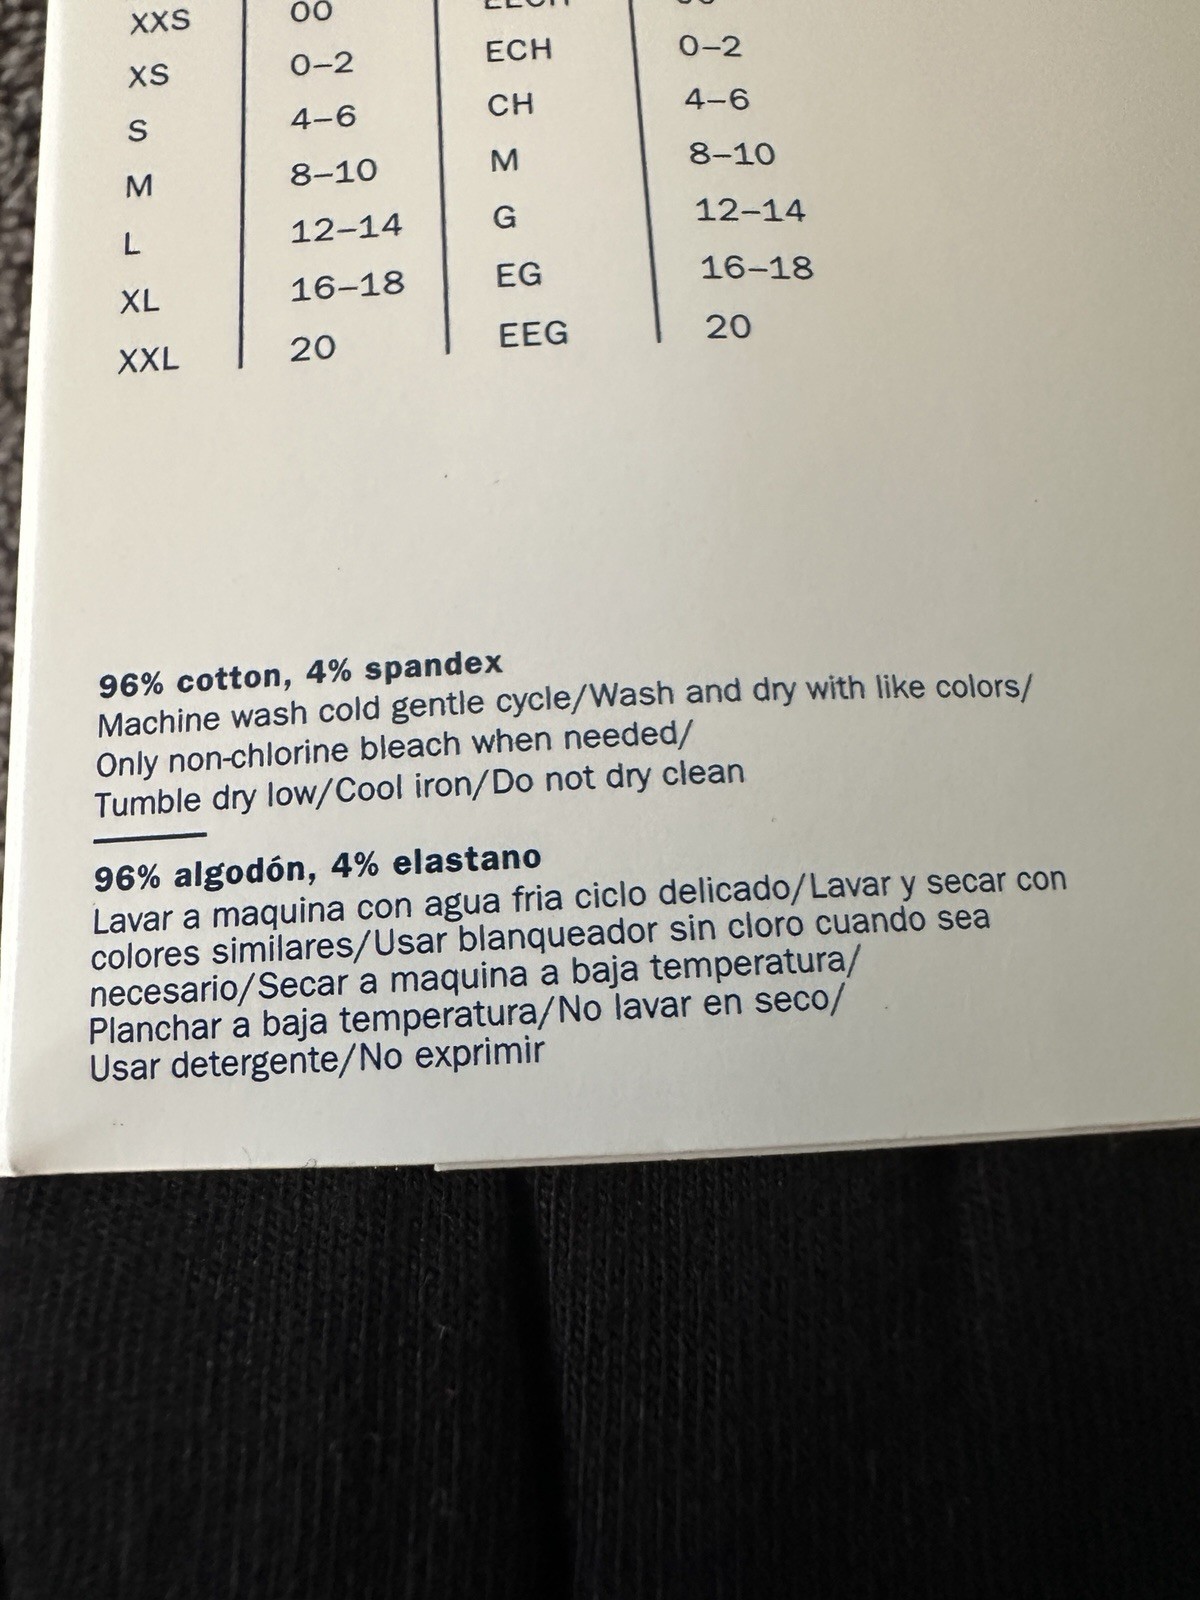 XXS 00
XS 0–2 ECH 0–2
S 4–6 CH 4–6
M 8–10 M 8–10
L 12–14 G 12–14
XL 16–18 EG 16–18
XXL 20 EEG 20
96% cotton, 4% spandex
Machine wash cold gentle cycle/Wash and dry with like colors/
Only non-chlorine bleach when needed/
Tumble dry low/Cool iron/Do not dry clean
96% algodón, 4% elastano
Lavar a maquina con agua fria ciclo delicado/Lavar y secar con
colores similares/Usar blanqueador sin cloro cuando sea
necesario/Secar a maquina a baja temperatura/
Planchar a baja temperatura/No lavar en seco/
Usar detergente/No exprimir